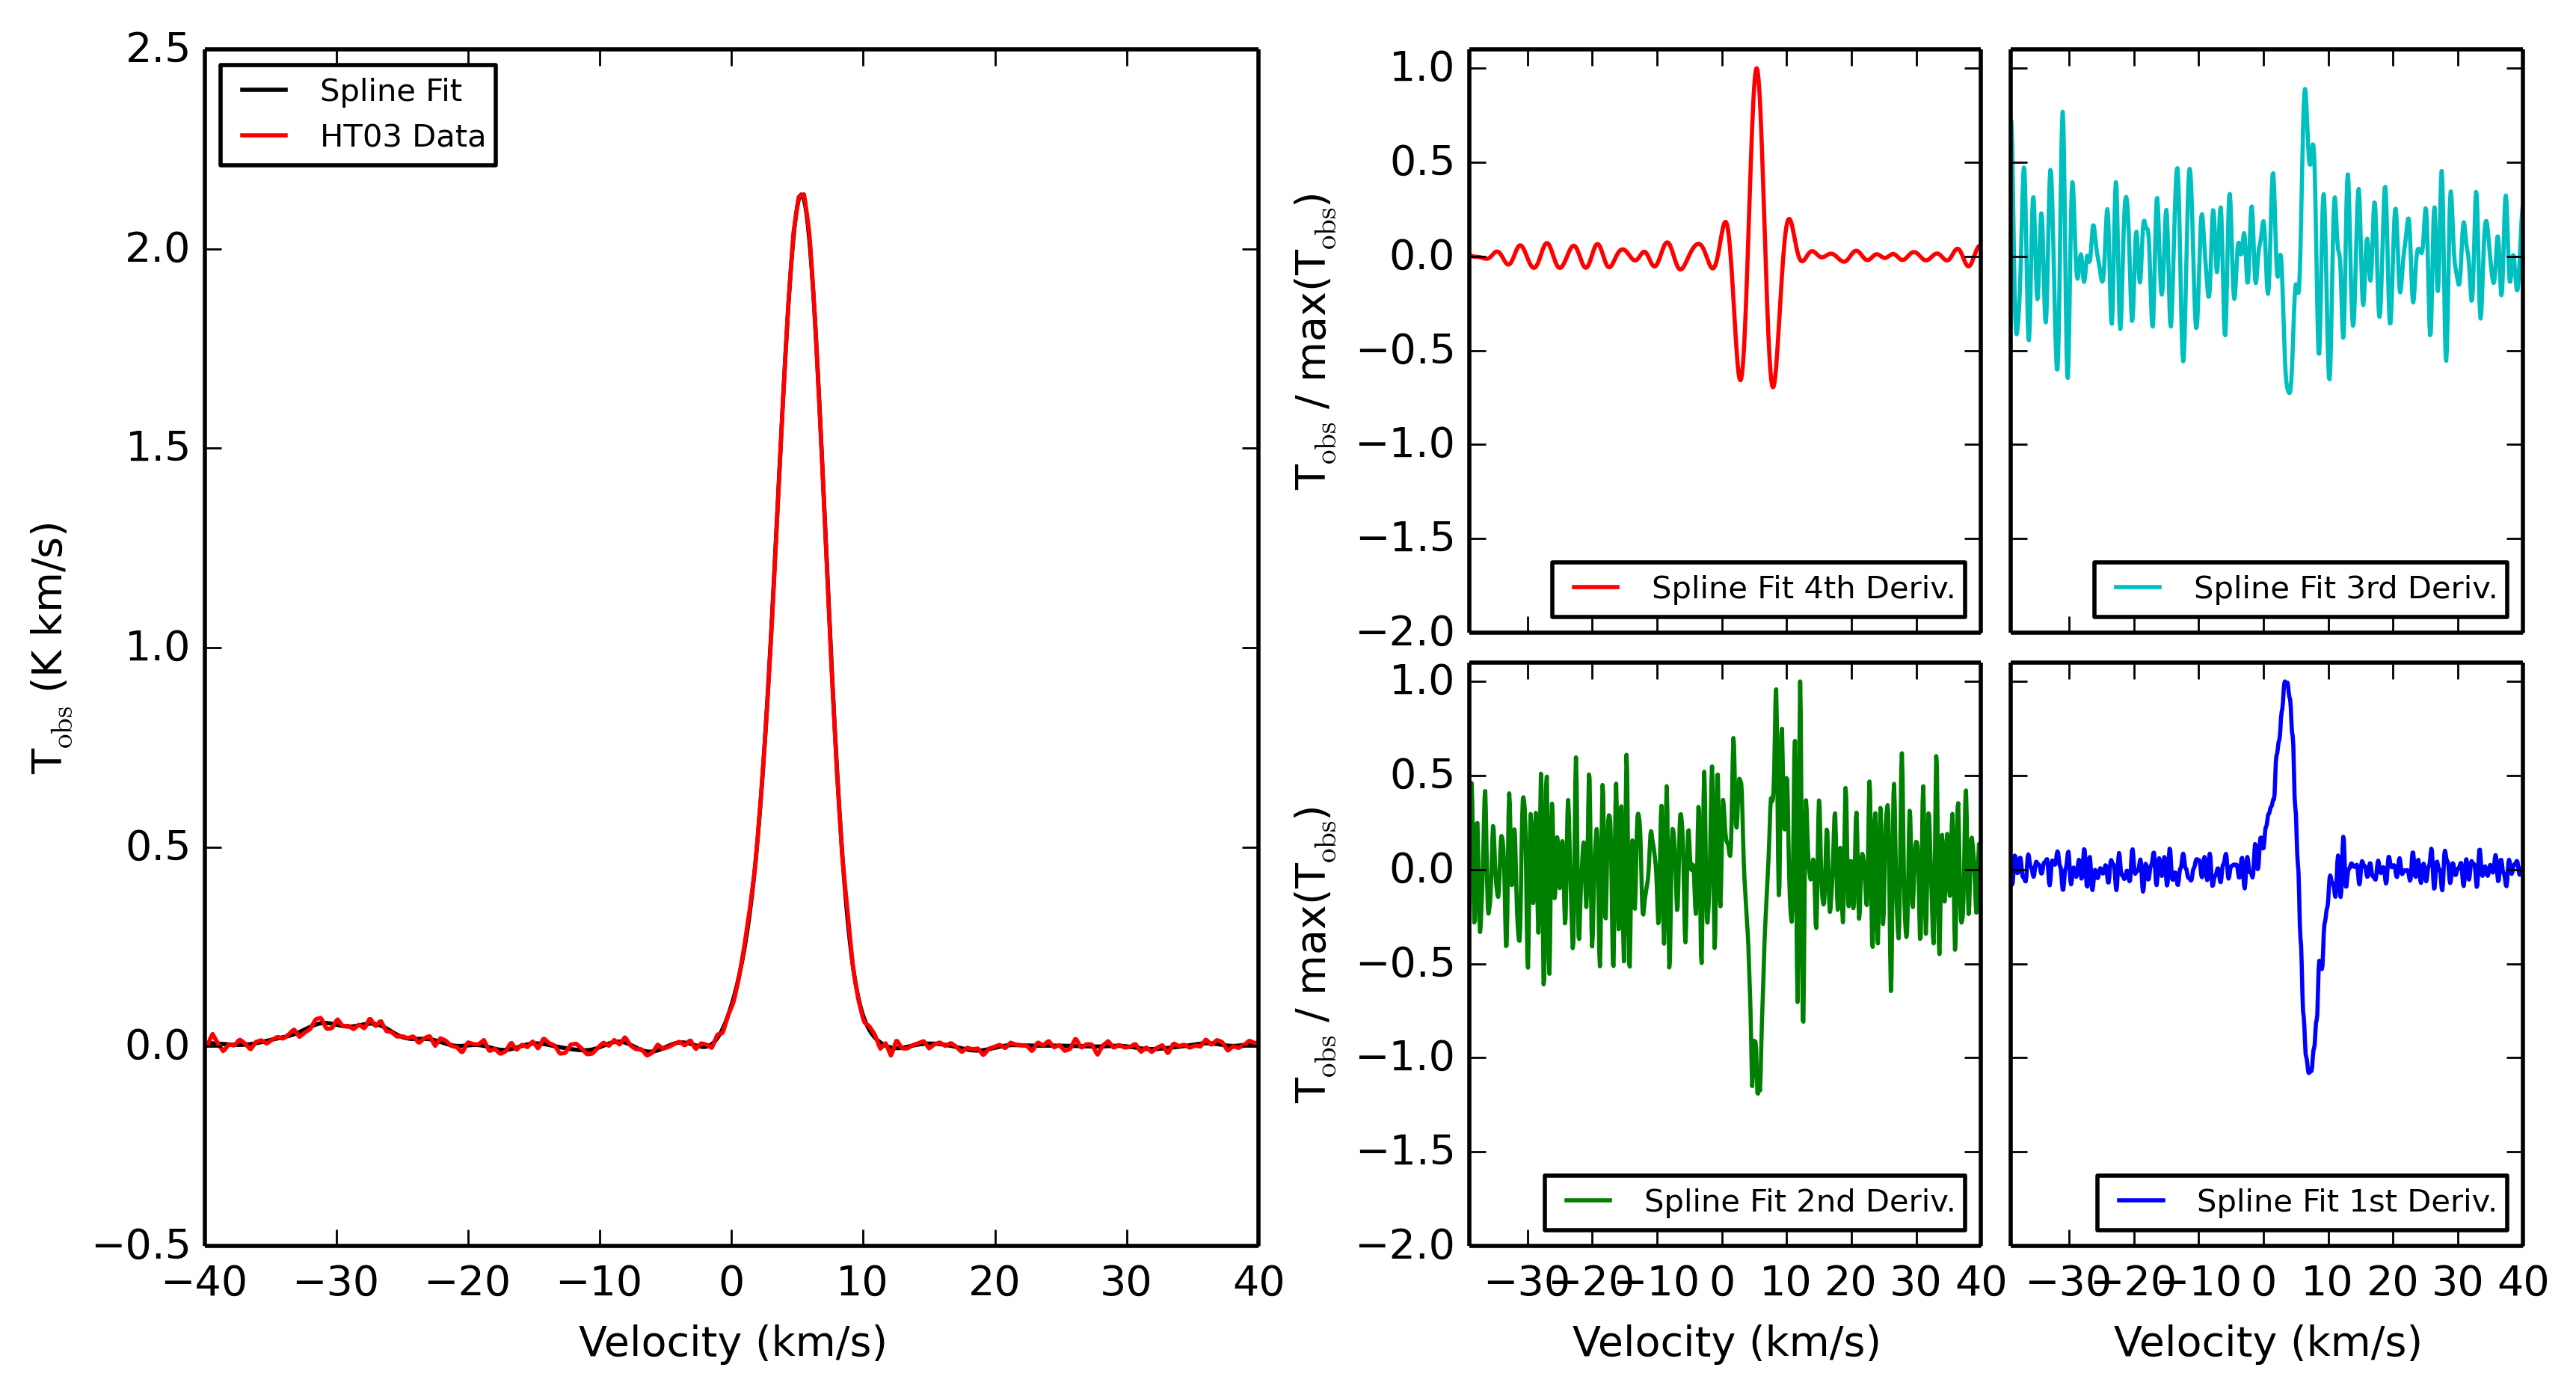 T_obs (K km/s)
2.5
2.0
1.5
1.0
0.5
0.0
−0.5
Spline Fit
HT03 Data
−40 −30 −20 −10 0 10 20 30 40
Velocity (km/s)
T_obs / max(T_obs)
1.0
0.5
0.0
−0.5
−1.0
−1.5
−2.0
Spline Fit 4th Deriv.
Spline Fit 3rd Deriv.
T_obs / max(T_obs)
1.0
0.5
0.0
−0.5
−1.0
−1.5
−2.0
Spline Fit 2nd Deriv.
−30 −20 −10 0 10 20 30 40
Velocity (km/s)
Spline Fit 1st Deriv.
−30 −20 −10 0 10 20 30 40
Velocity (km/s)